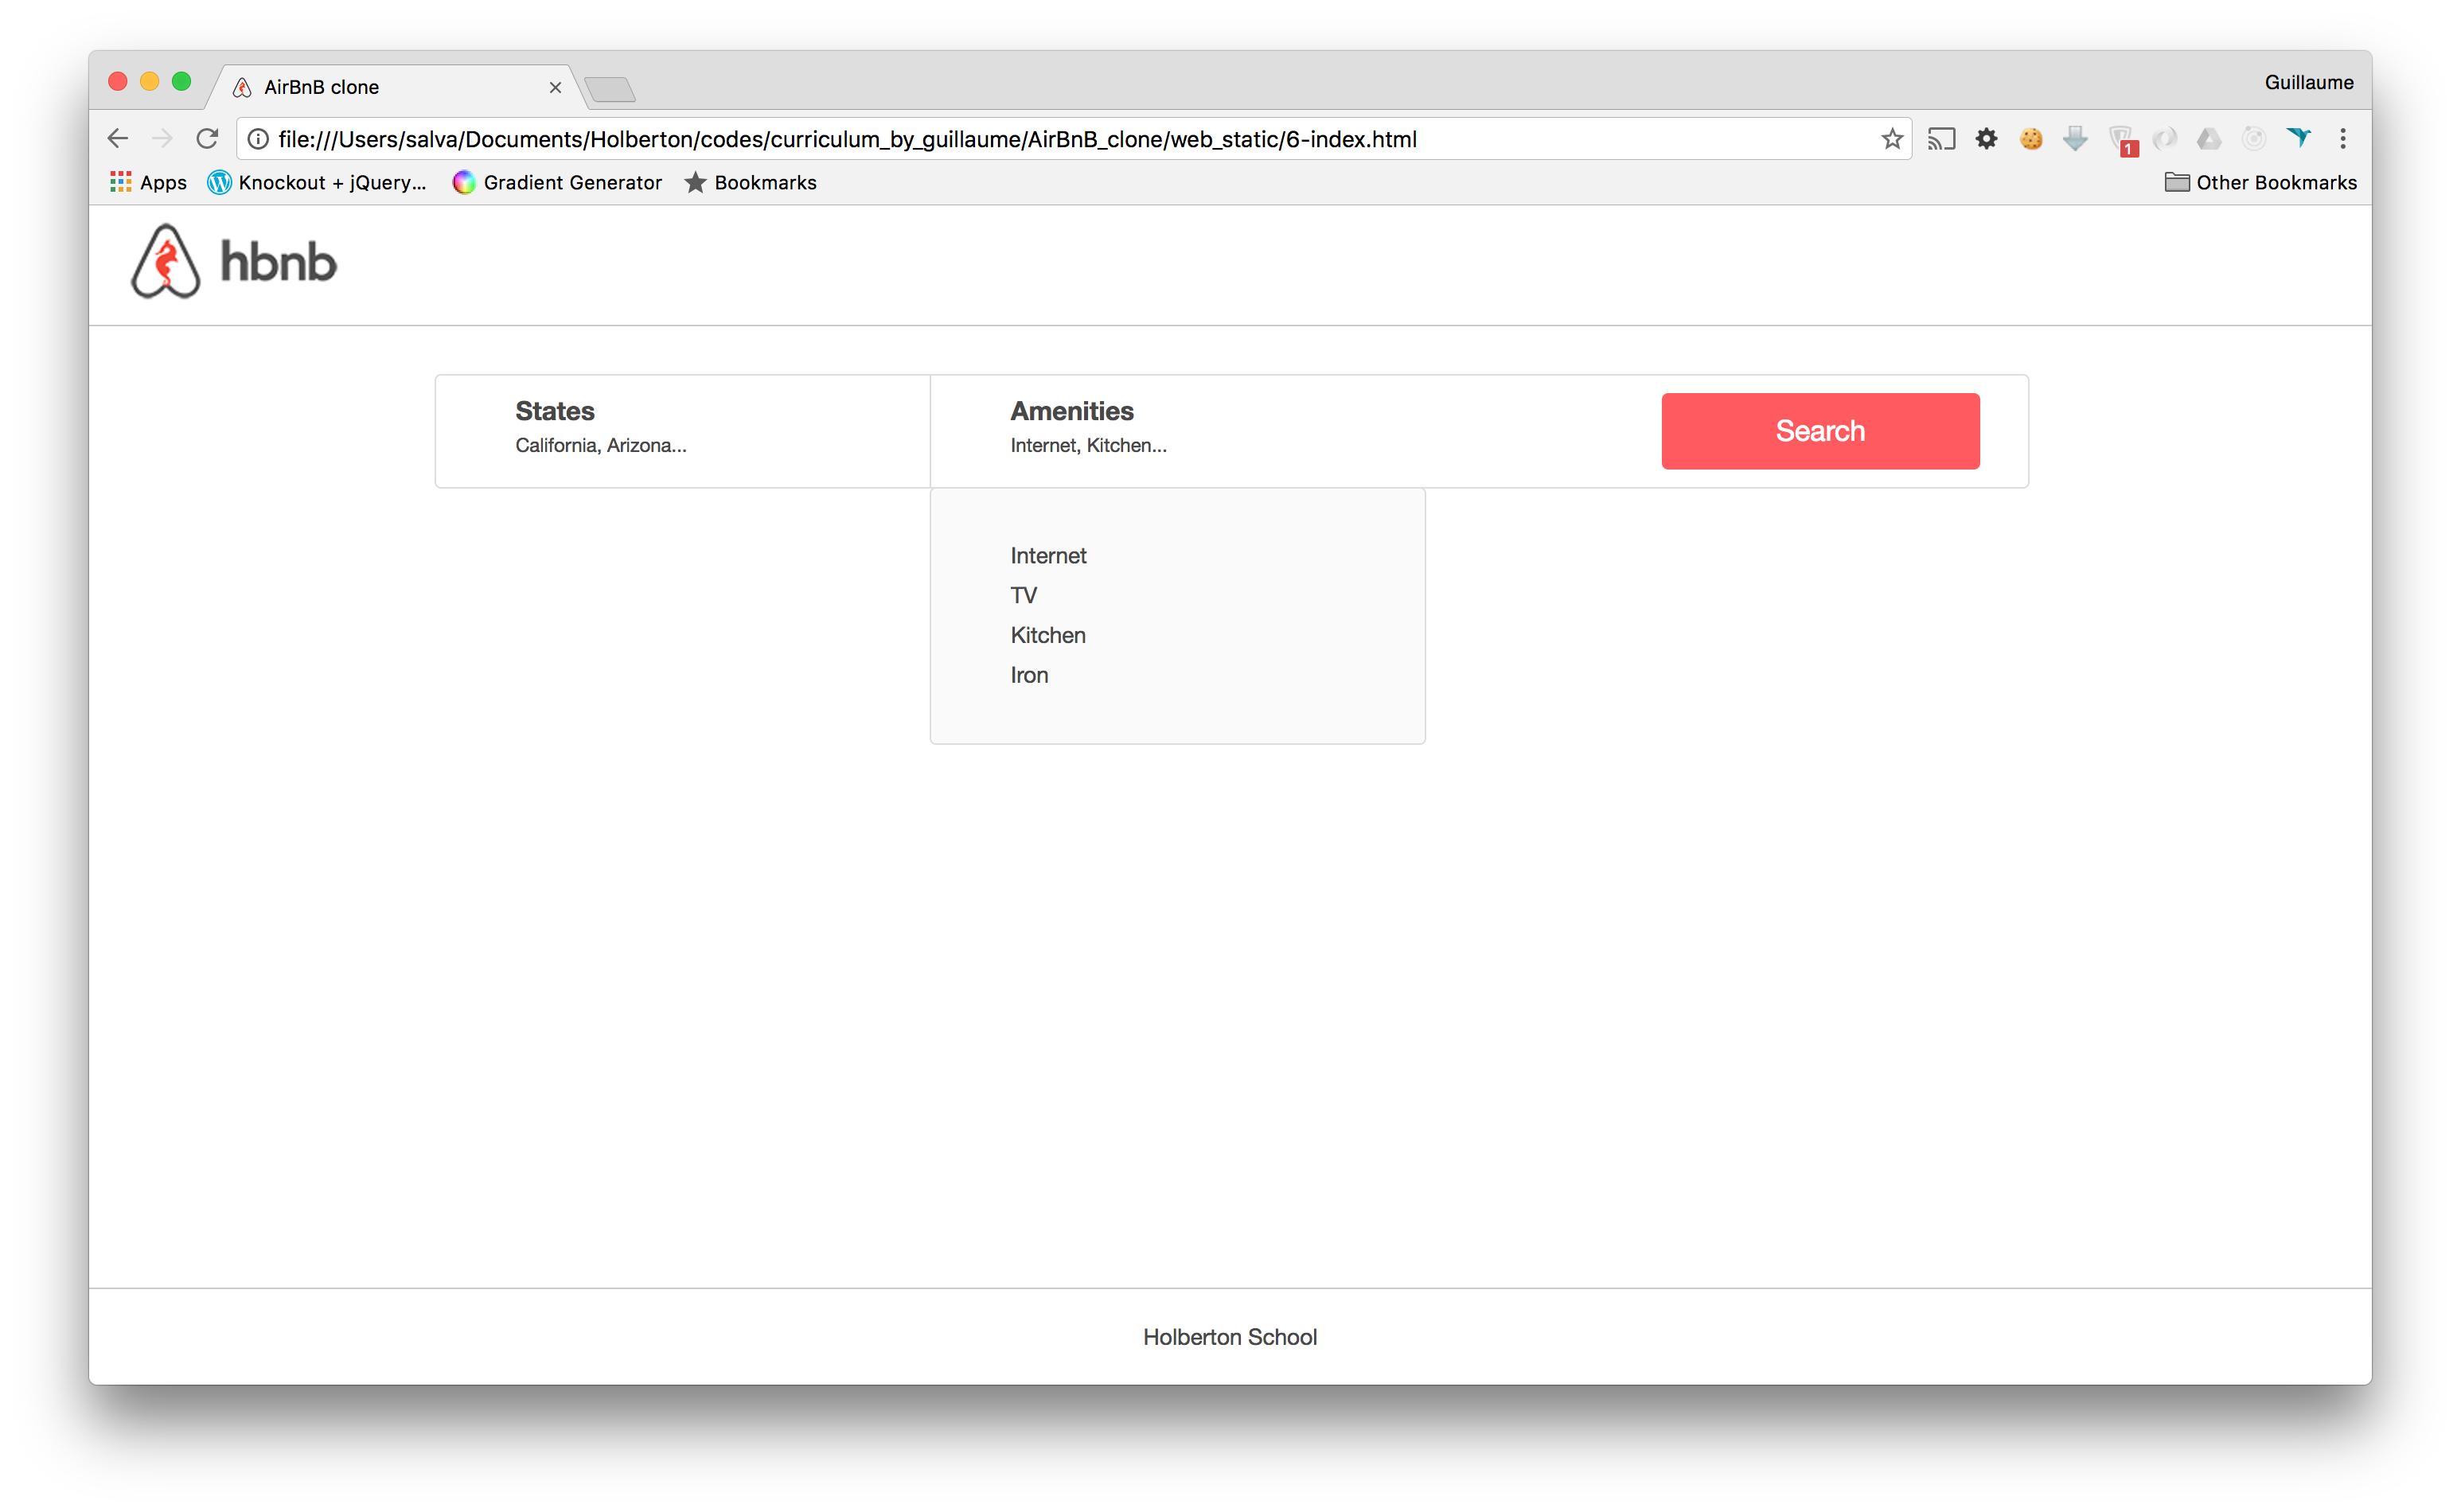 AirBnB clone
Guillaume
file:///Users/salva/Documents/Holberton/codes/curriculum_by_guillaume/AirBnB_clone/web_static/6-index.html
1
Apps Knockout + jQuery... Gradient Generator Bookmarks Other Bookmarks
hbnb
States Amenities
Search
California, Arizona... Internet, Kitchen...
Internet
TV
Kitchen
Iron
Holberton School